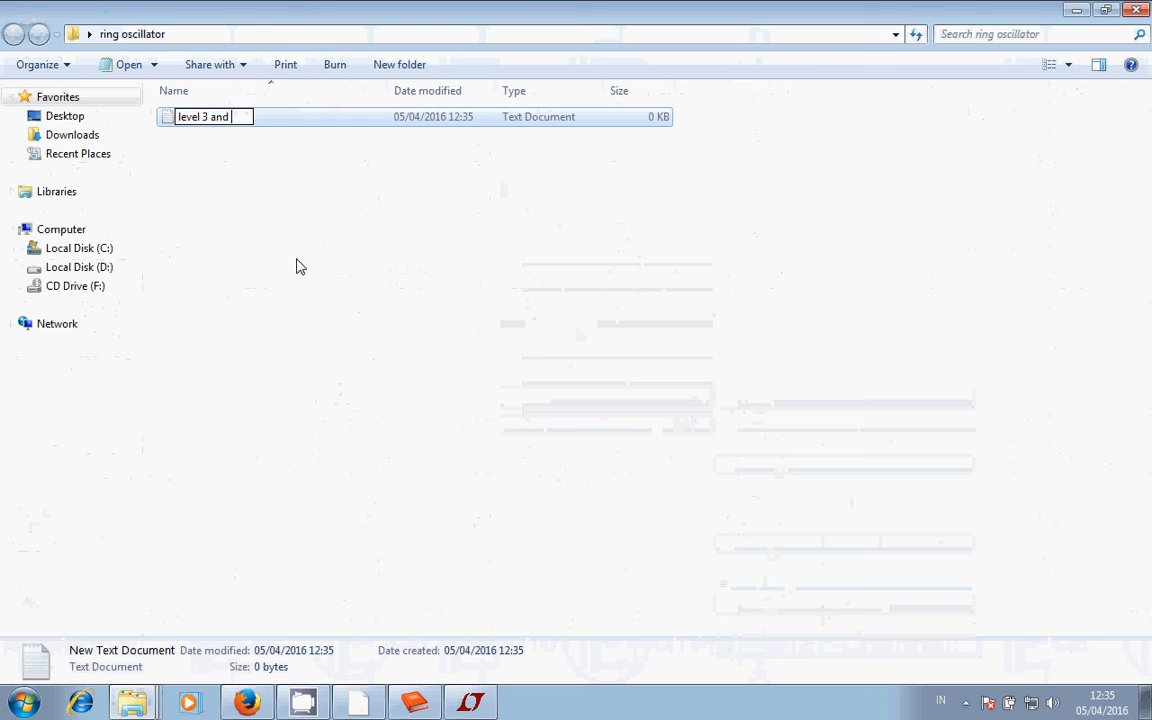 ring oscillator
Search ring oscillator
Organize Open Share with Print Burn New folder
Name Date modified Type Size
Favorites
level 3 and 05/04/2016 12:35 Text Document 0 KB
Desktop
Downloads
Recent Places
Libraries
Computer
Local Disk (C:)
Local Disk (D:)
CD Drive (F:)
Network
New Text Document Date modified: 05/04/2016 12:35 Date created: 05/04/2016 12:35
Text Document Size: 0 bytes
IN 12:35
05/04/2016